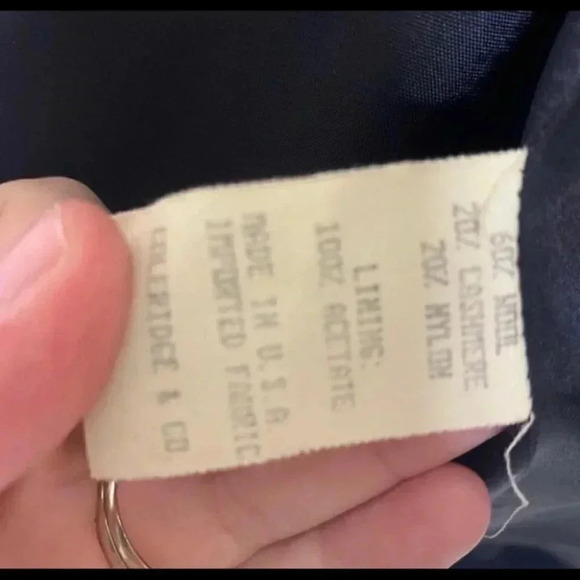 60% WOOL
20% CASHMERE
20% NYLON
LINING:
100% ACETATE
MADE IN U.S.A.
IMPORTED FABRIC
& CO